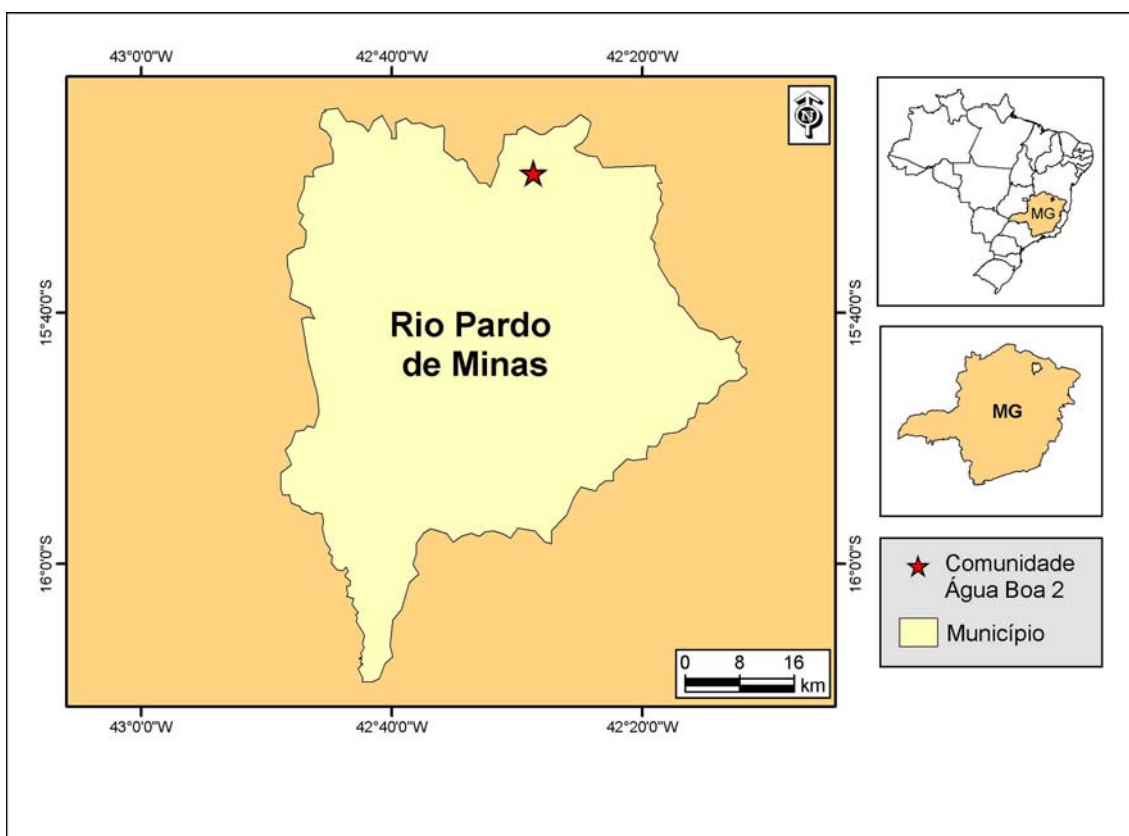 43°0'0"W
42°40'0"W
42°20'0"W
N
MG
15°40'0"S
15°40'0"S
Rio Pardo
de Minas
MG
16°0'0"S
16°0'0"S
Comunidade
Água Boa 2
Município
0 8 16
km
43°0'0"W
42°40'0"W
42°20'0"W